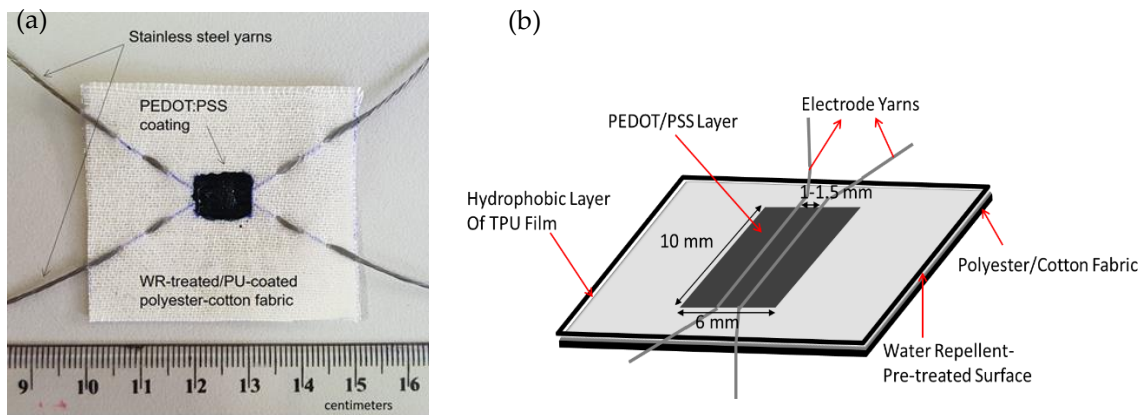 (a)
Stainless steel yarns
PEDOT:PSS
coating
WR-treated/PU-coated
polyester-cotton fabric
9 10 11 12 13 14 15 16
centimeters
(b)
Electrode Yarns
PEDOT/PSS Layer
1-1.5 mm
Hydrophobic Layer
Of TPU Film
10 mm
6 mm
Polyester/Cotton Fabric
Water Repellent-
Pre-treated Surface